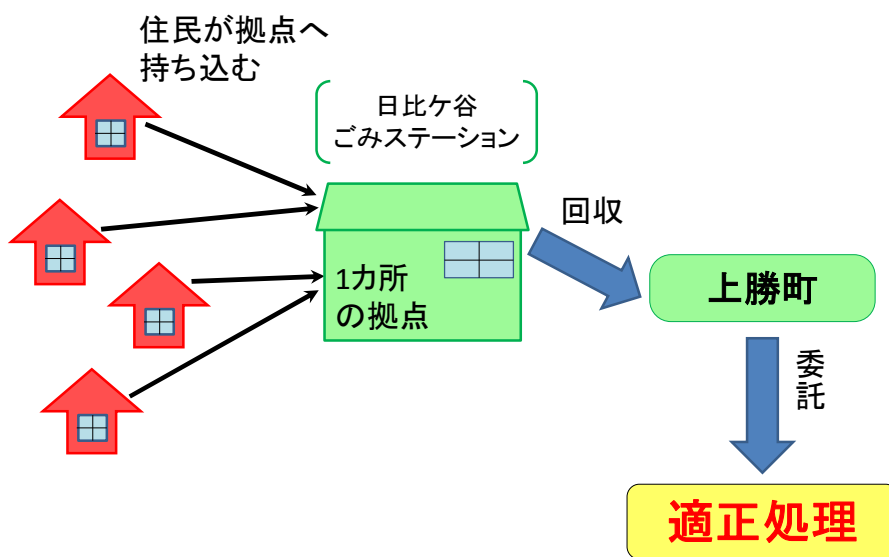 住民が拠点へ
持ち込む
日比ケ谷
ごみステーション
1カ所
の拠点
回収
上勝町
委託
適正処理